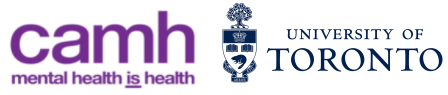 camh
mental health is health
UNIVERSITY OF
TORONTO